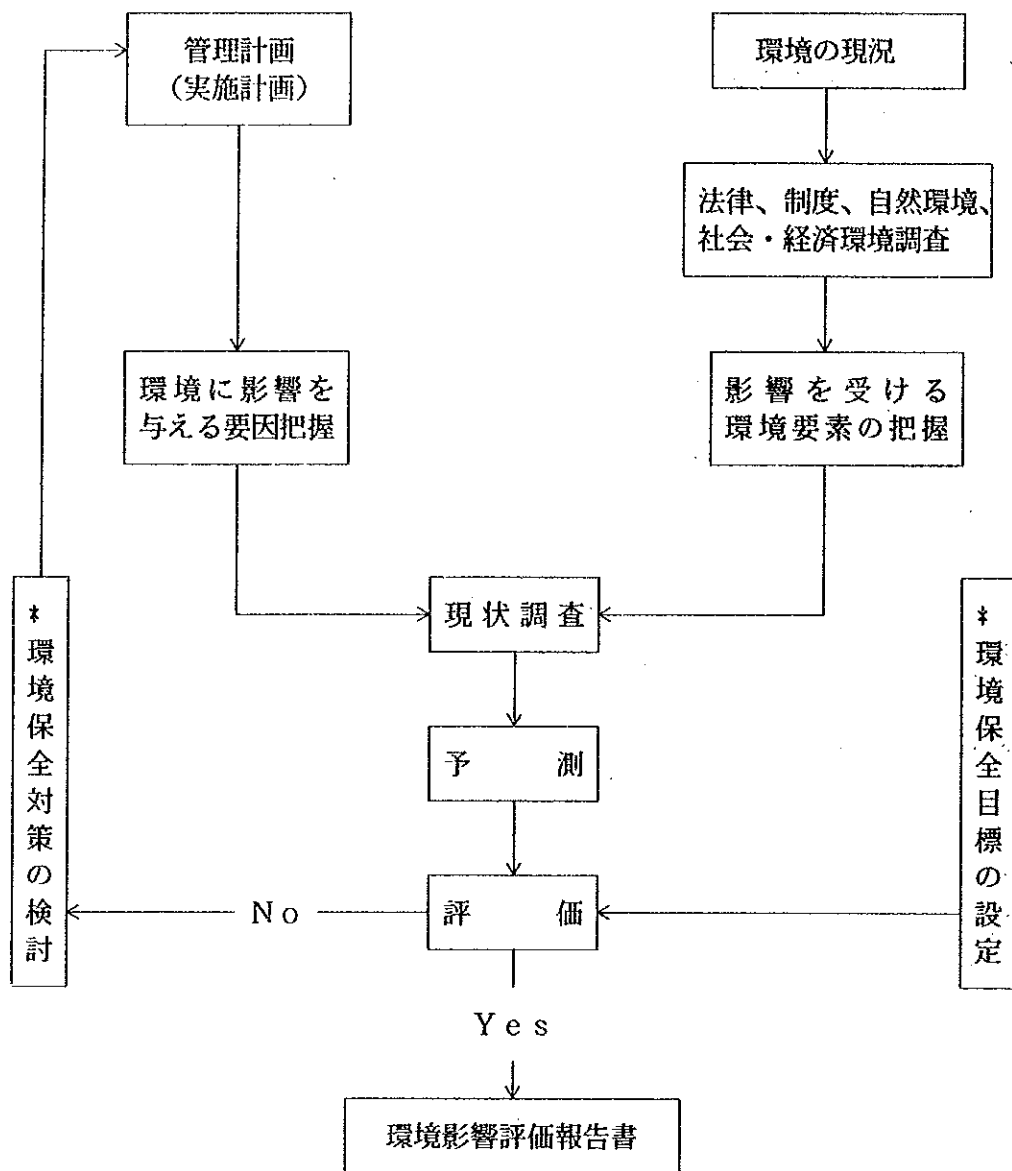 管理計画
（実施計画）
環境の現況
法律、制度、自然環境、
社会・経済環境調査
環境に影響を
与える要因把握
影響を受ける
環境要素の把握
現状調査
*環境保全対策の検討
*環境保全目標の設定
予測
評価
No
Yes
環境影響評価報告書